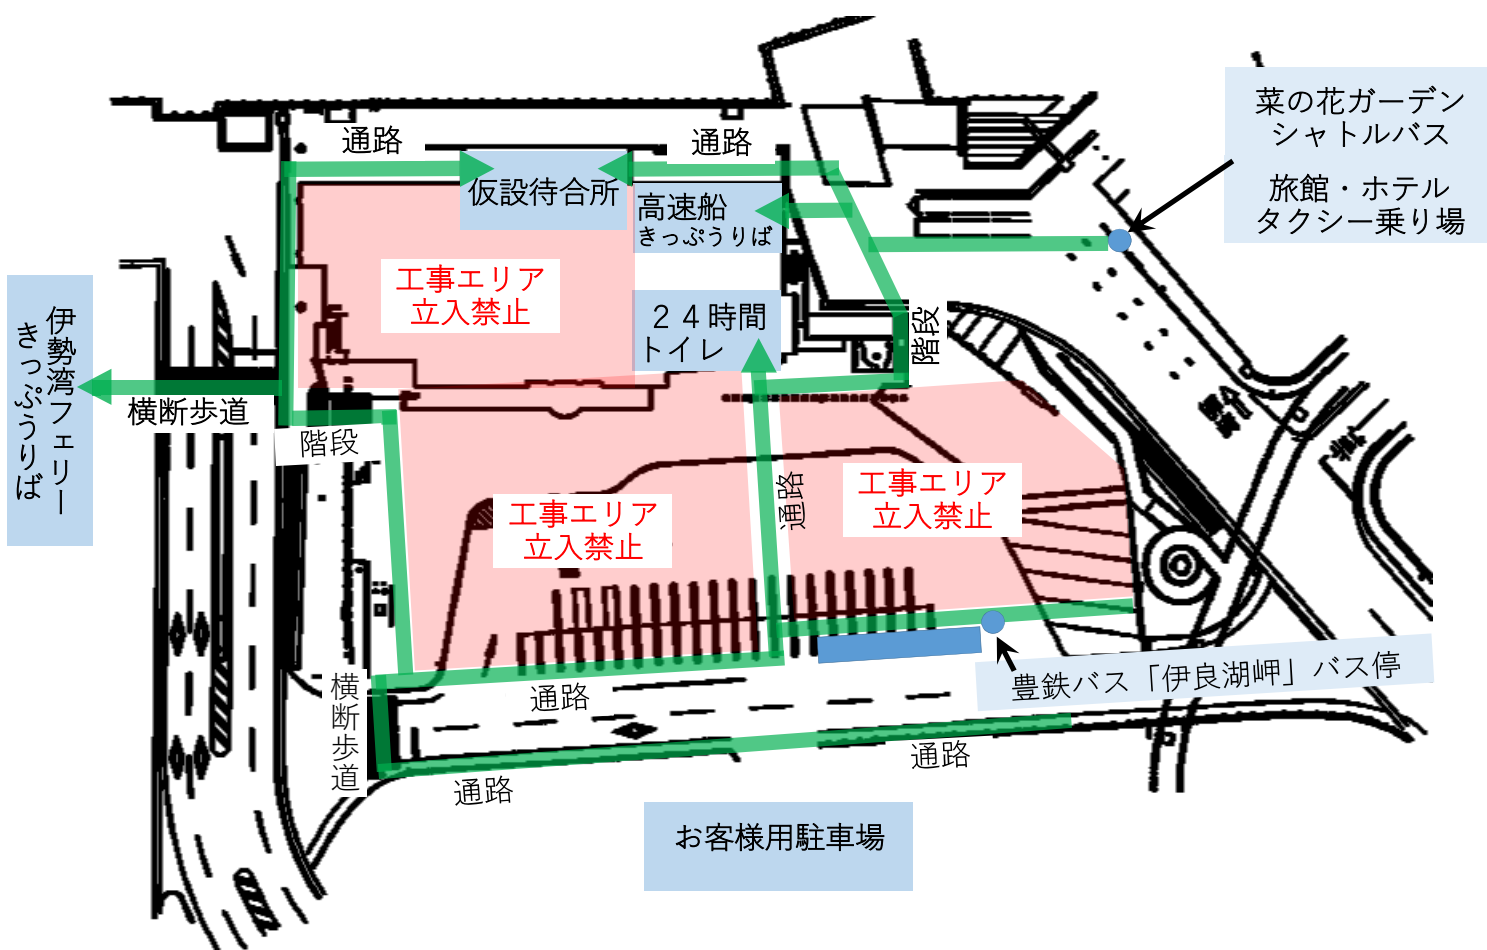 菜の花ガーデン
シャトルバス
旅館・ホテル
タクシー乗り場
通路
通路
仮設待合所
高速船
きっぷうりば
工事エリア
立入禁止
２４時間
トイレ
階段
伊勢湾フェリー
きっぷうりば
横断歩道
階段
工事エリア
立入禁止
通路
工事エリア
立入禁止
豊鉄バス「伊良湖岬」バス停
横断歩道
通路
通路
通路
お客様用駐車場